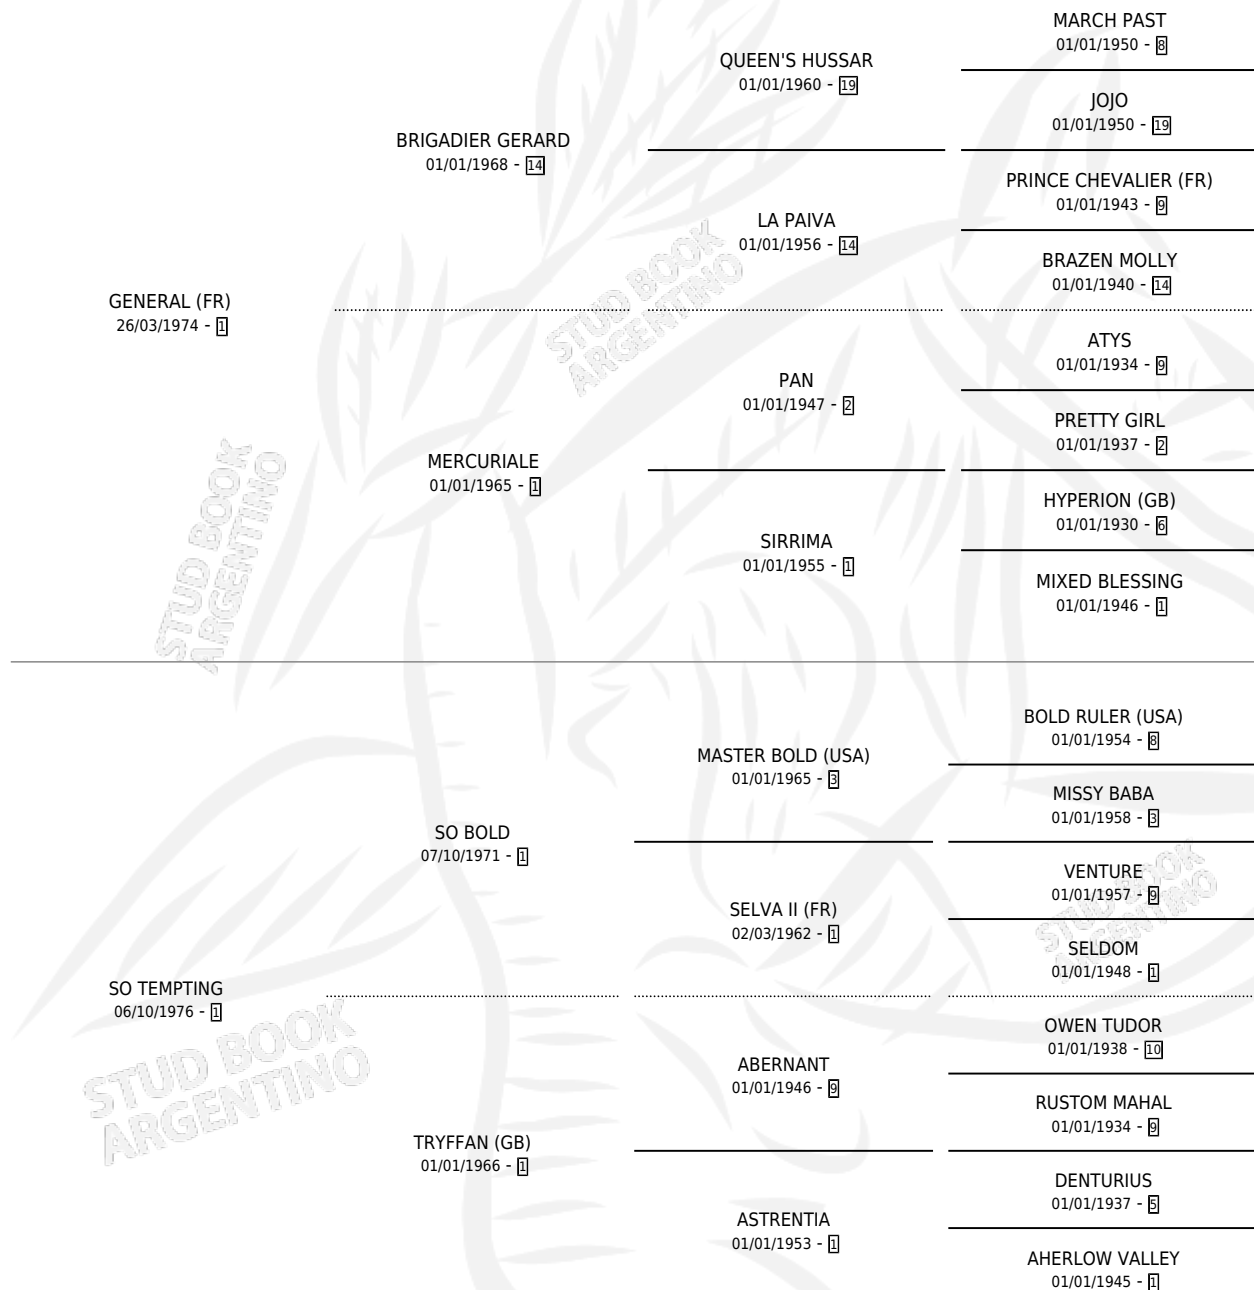 MARCH PAST
01/01/1950 - 8
QUEEN'S HUSSAR
01/01/1960 - 19
JOJO
01/01/1950 - 19
BRIGADIER GERARD
01/01/1968 - 14
PRINCE CHEVALIER (FR)
01/01/1943 - 9
LA PAIVA
01/01/1956 - 14
BRAZEN MOLLY
01/01/1940 - 14
GENERAL (FR)
26/03/1974 - 1
ATYS
01/01/1934 - 9
PAN
01/01/1947 - 2
PRETTY GIRL
01/01/1937 - 2
MERCURIALE
01/01/1965 - 1
HYPERION (GB)
01/01/1930 - 6
SIRRIMA
01/01/1955 - 1
MIXED BLESSING
01/01/1946 - 1
BOLD RULER (USA)
01/01/1954 - 8
MASTER BOLD (USA)
01/01/1965 - 3
MISSY BABA
01/01/1958 - 3
SO BOLD
07/10/1971 - 1
VENTURE
01/01/1957 - 9
SELVA II (FR)
02/03/1962 - 1
SELDOM
01/01/1948 - 1
SO TEMPTING
06/10/1976 - 1
OWEN TUDOR
01/01/1938 - 10
ABERNANT
01/01/1946 - 9
RUSTOM MAHAL
01/01/1934 - 9
TRYFFAN (GB)
01/01/1966 - 1
DENTURIUS
01/01/1937 - 5
ASTRENTIA
01/01/1953 - 1
AHERLOW VALLEY
01/01/1945 - 1
STUD BOOK
ARGENTINO
STUD BOOK
ARGENTINO
STUD BOOK
ARGENTINO
STUD BOOK
ARGENTINO